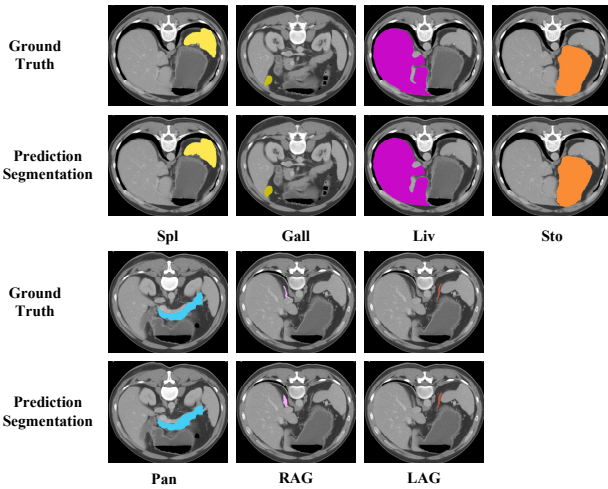 Ground
Truth
Prediction
Segmentation
Spl Gall Liv Sto
Ground
Truth
Prediction
Segmentation
Pan RAG LAG